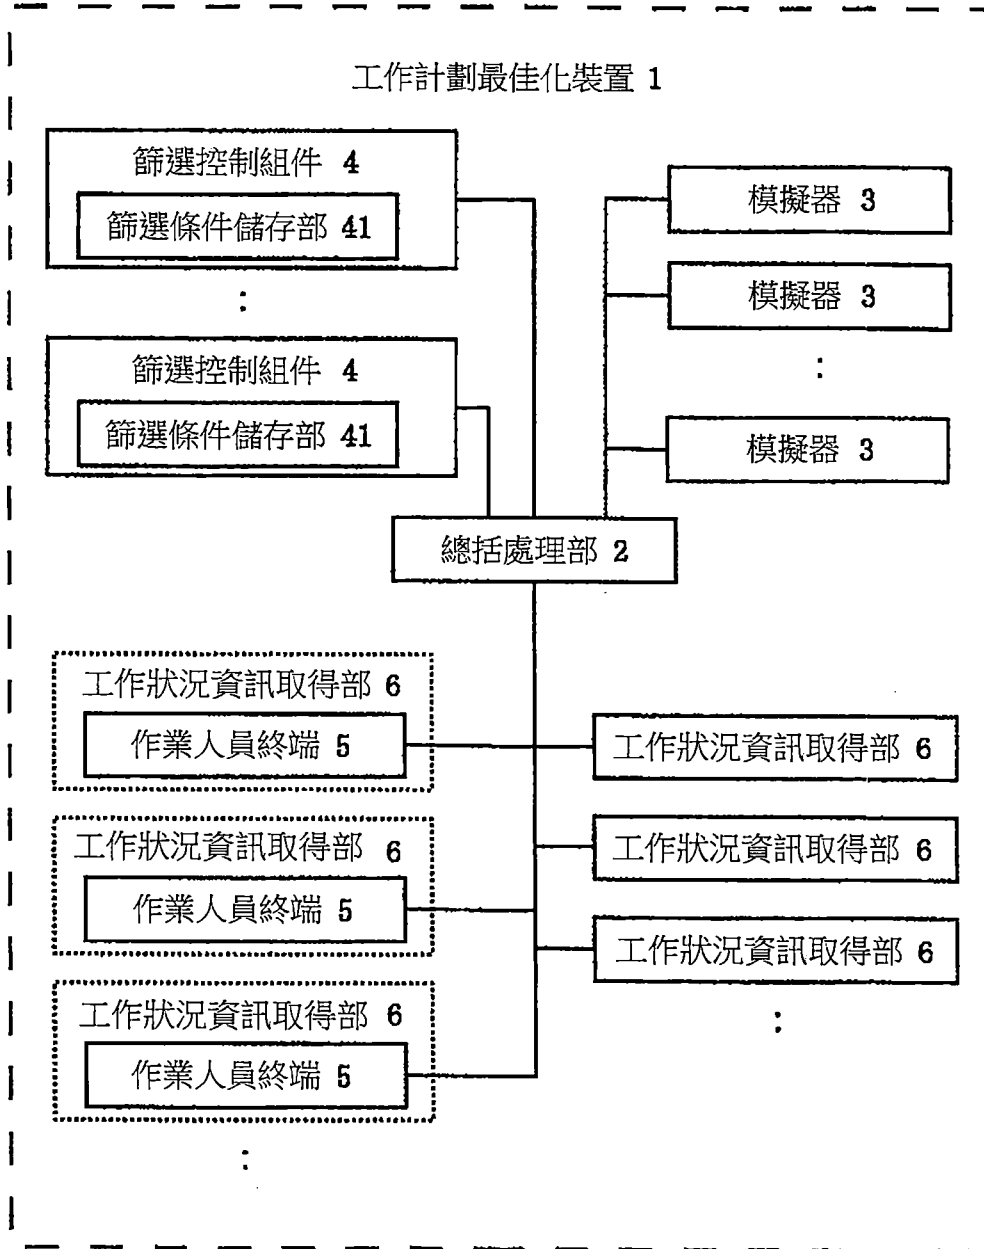 工作計劃最佳化裝置 1
篩選控制組件 4
篩選條件儲存部 41
:
篩選控制組件 4
篩選條件儲存部 41
模擬器 3
模擬器 3
:
模擬器 3
總括處理部 2
工作狀況資訊取得部 6
作業人員終端 5
工作狀況資訊取得部 6
作業人員終端 5
工作狀況資訊取得部 6
作業人員終端 5
:
工作狀況資訊取得部 6
工作狀況資訊取得部 6
工作狀況資訊取得部 6
: